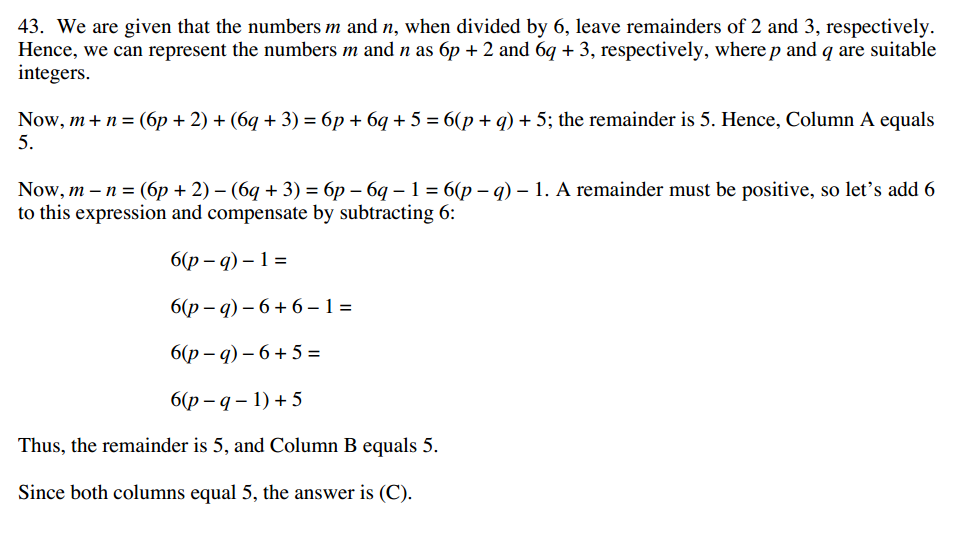 43. We are given that the numbers m and n, when divided by 6, leave remainders of 2 and 3, respectively.
Hence, we can represent the numbers m and n as 6p + 2 and 6q + 3, respectively, where p and q are suitable
integers.
Now, m + n = (6p + 2) + (6q + 3) = 6p + 6q + 5 = 6(p + q) + 5; the remainder is 5. Hence, Column A equals
5.
Now, m – n = (6p + 2) – (6q + 3) = 6p – 6q – 1 = 6(p – q) – 1. A remainder must be positive, so let’s add 6
to this expression and compensate by subtracting 6:
6(p – q) – 1 =
6(p – q) – 6 + 6 – 1 =
6(p – q) – 6 + 5 =
6(p – q – 1) + 5
Thus, the remainder is 5, and Column B equals 5.
Since both columns equal 5, the answer is (C).